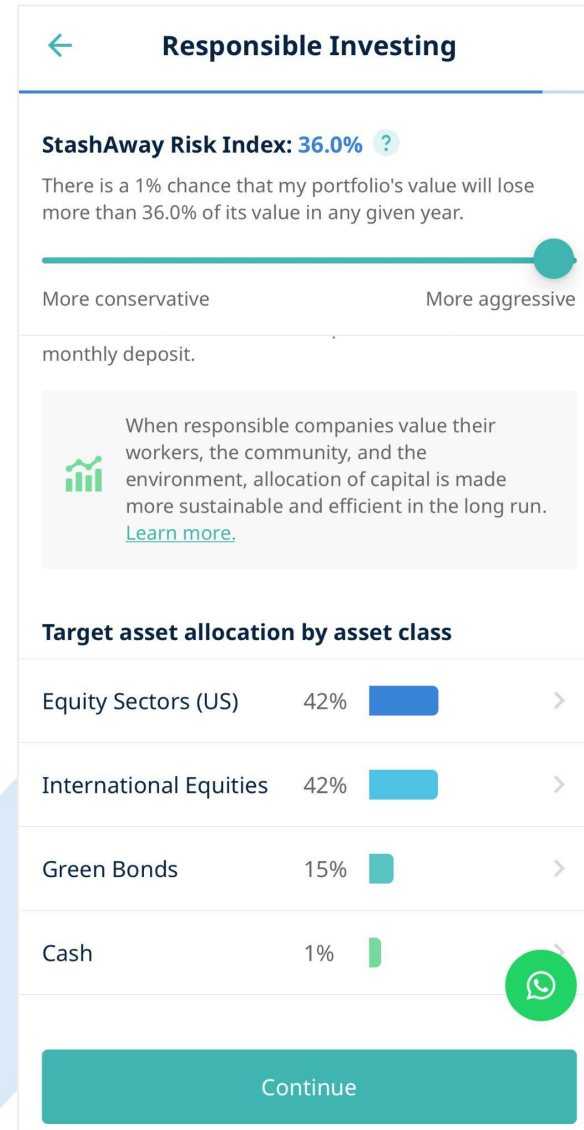 Responsible Investing
StashAway Risk Index: 36.0% ?
There is a 1% chance that my portfolio's value will lose
more than 36.0% of its value in any given year.
More conservative More aggressive
monthly deposit.
When responsible companies value their
workers, the community, and the
environment, allocation of capital is made
more sustainable and efficient in the long run.
Learn more.
Target asset allocation by asset class
Equity Sectors (US) 42%
International Equities 42%
Green Bonds 15%
Cash 1%
Continue